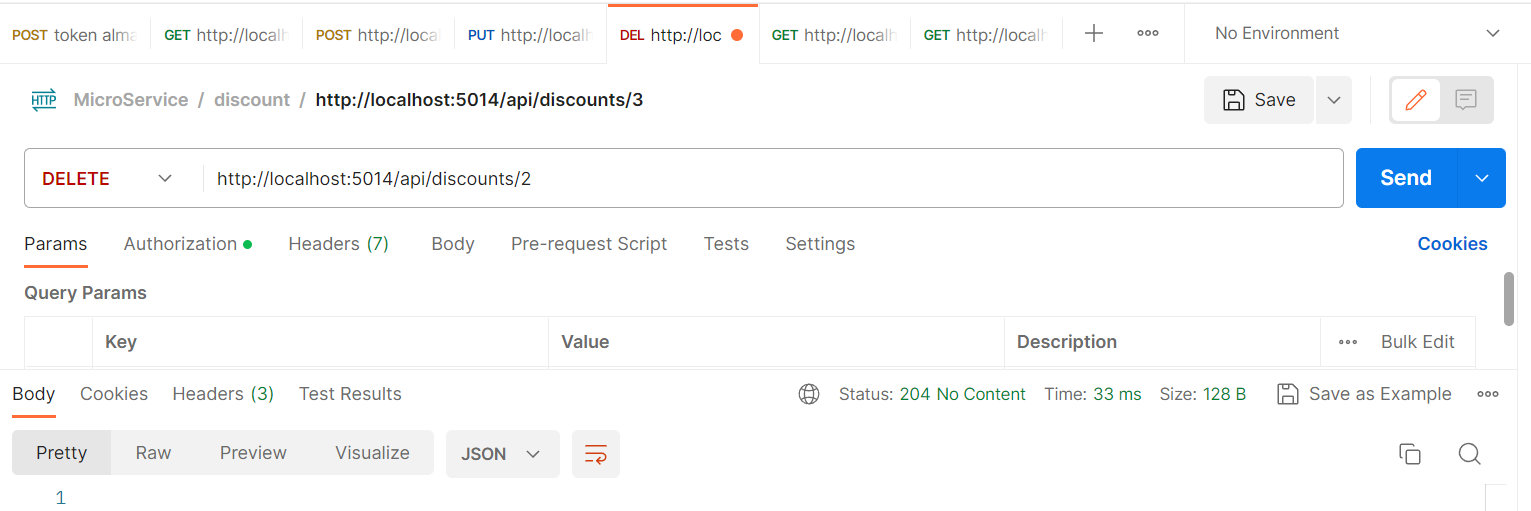 POST token alma GET http://localh POST http://local PUT http://localh DEL http://loc GET http://localh GET http://localh No Environment
HTTP MicroService / discount / http://localhost:5014/api/discounts/3 Save
DELETE http://localhost:5014/api/discounts/2 Send
Params Authorization Headers (7) Body Pre-request Script Tests Settings Cookies
Query Params
Key Value Description Bulk Edit
Body Cookies Headers (3) Test Results Status: 204 No Content Time: 33 ms Size: 128 B Save as Example
Pretty Raw Preview Visualize JSON
1